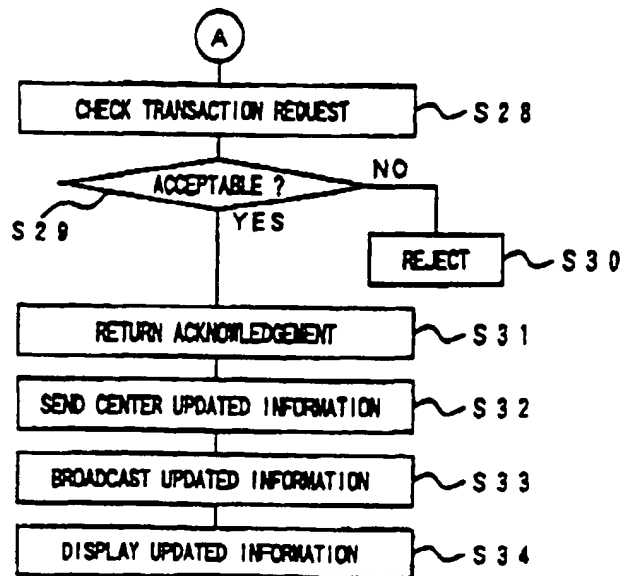 A
CHECK TRANSACTION REQUEST
S28
ACCEPTABLE ?
NO
S29
YES
REJECT
S30
RETURN ACKNOWLEDGEMENT
S31
SEND CENTER UPDATED INFORMATION
S32
BROADCAST UPDATED INFORMATION
S33
DISPLAY UPDATED INFORMATION
S34